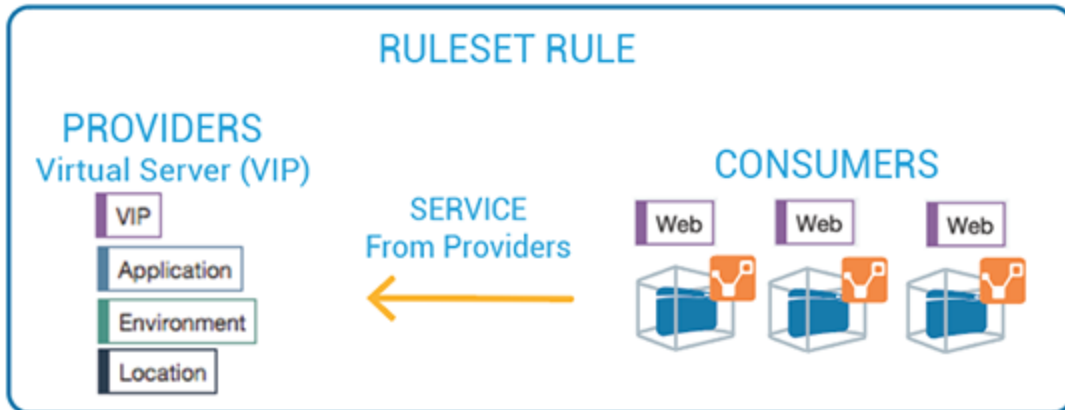 RULESET RULE
PROVIDERS
Virtual Server (VIP)
VIP
Application
Environment
Location
SERVICE
From Providers
CONSUMERS
Web
Web
Web